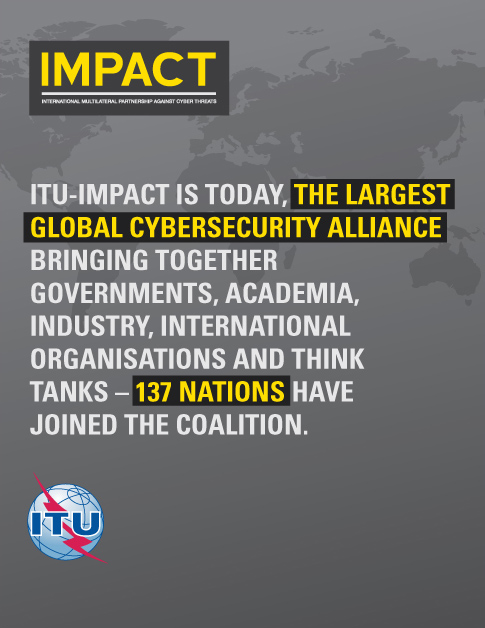 IMPACT
INTERNATIONAL MULTILATERAL PARTNERSHIP AGAINST CYBER THREATS
ITU-IMPACT IS TODAY, THE LARGEST
GLOBAL CYBERSECURITY ALLIANCE
BRINGING TOGETHER
GOVERNMENTS, ACADEMIA,
INDUSTRY, INTERNATIONAL
ORGANISATIONS AND THINK
TANKS – 137 NATIONS HAVE
JOINED THE COALITION.
ITU